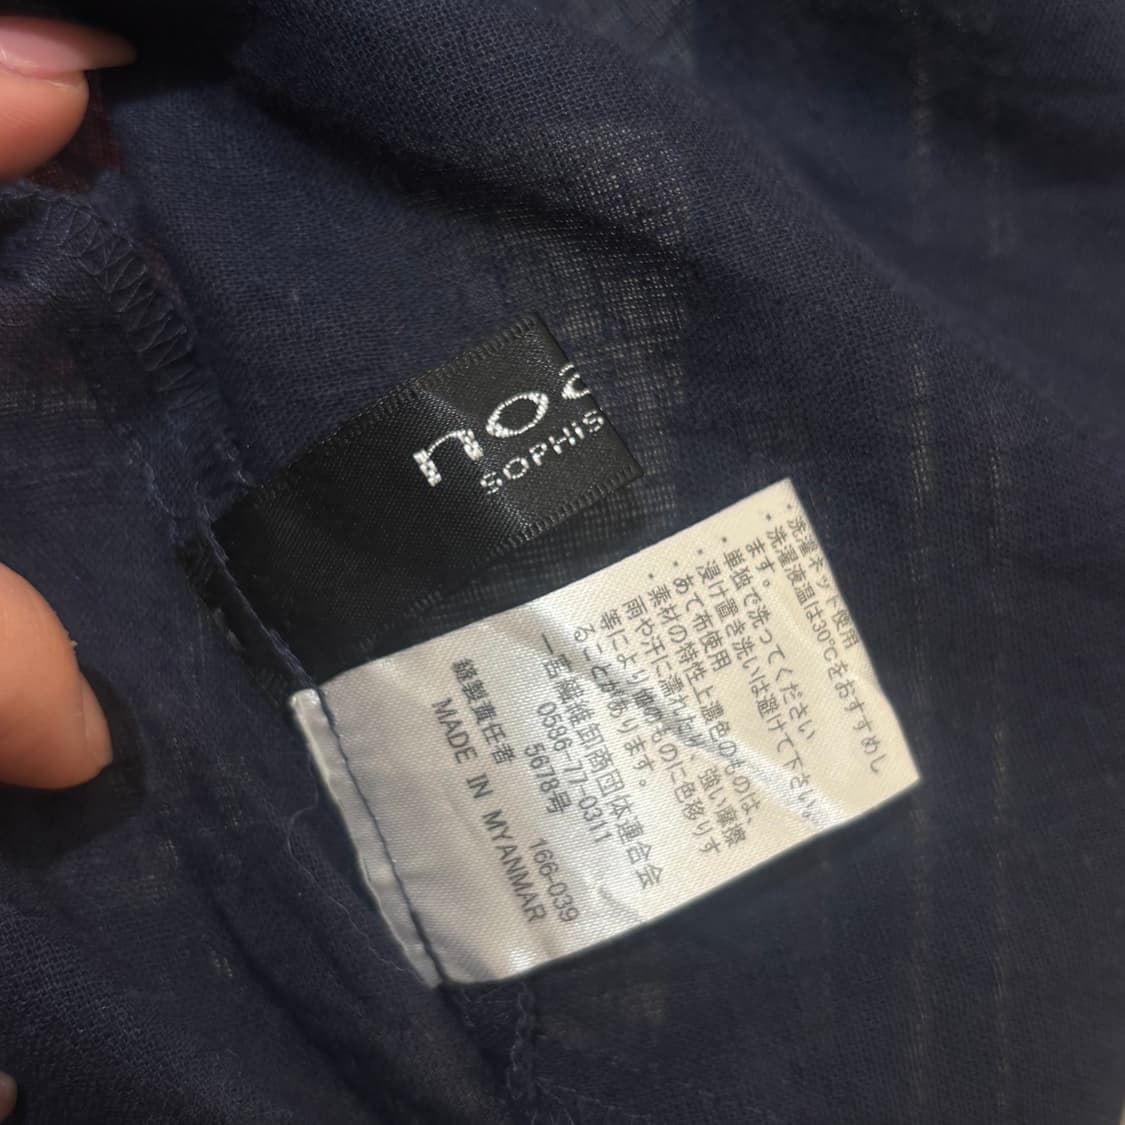 noa
SOPHIS
・洗濯ネット使用
・洗濯液温は30℃をおすすめし
ます。
・単独で洗ってください
・浸け置き洗いは避けて下さい。
・あて布使用
・素材の特性上濃色のものは、
雨や汗に濡れたり、強い摩擦
等により他のものに色移りす
ることがあります。
一宮繊維卸商団体連合会
0586-77-0311
5678号
縫製責任者 166-039
MADE IN MYANMAR